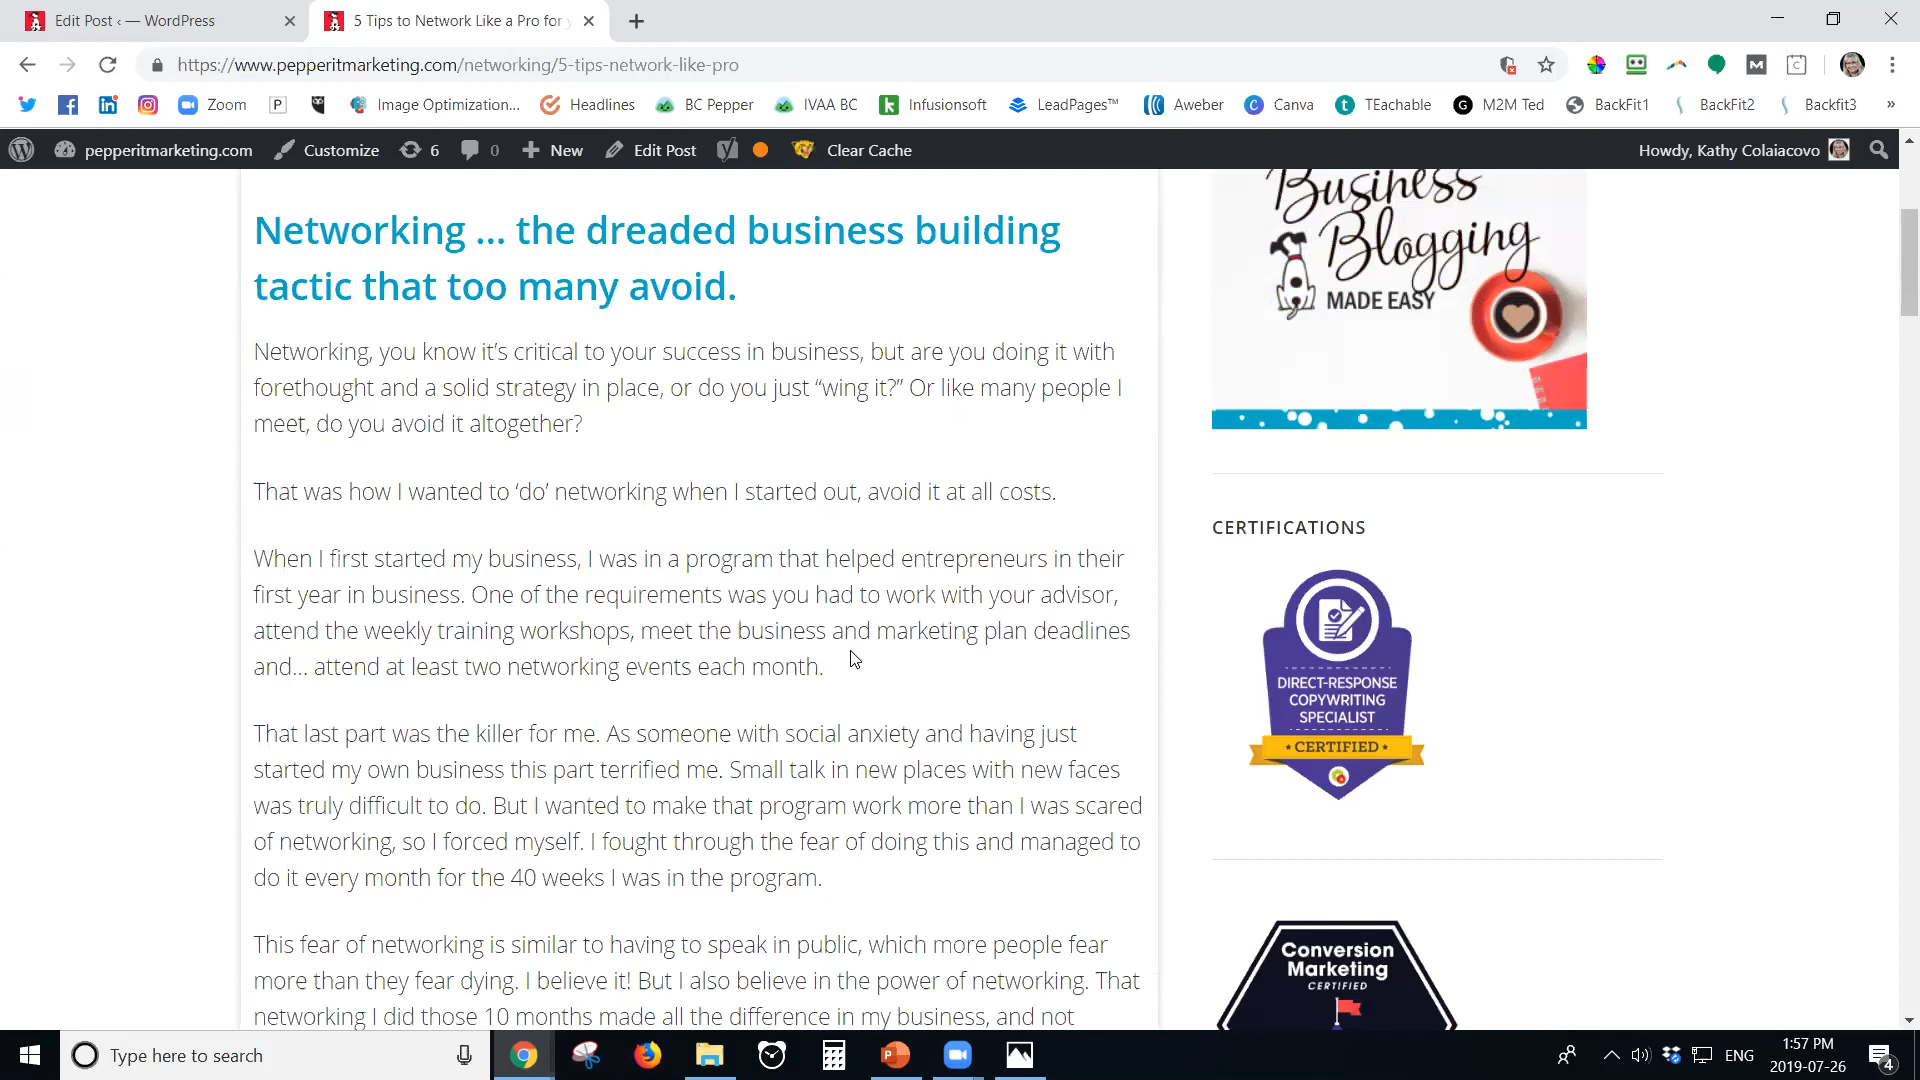 Edit Post ‹ — WordPress
5 Tips to Network Like a Pro for
https://www.pepperitmarketing.com/networking/5-tips-network-like-pro
Zoom
P
Image Optimization...
Headlines
BC Pepper
IVAA BC
Infusionsoft
LeadPages™
Aweber
Canva
TEachable
M2M Ted
BackFit1
BackFit2
Backfit3
»
pepperitmarketing.com
Customize
6
0
New
Edit Post
Clear Cache
Howdy, Kathy Colaiacovo
Networking … the dreaded business building
tactic that too many avoid.
Networking, you know it’s critical to your success in business, but are you doing it with
forethought and a solid strategy in place, or do you just “wing it?” Or like many people I
meet, do you avoid it altogether?
That was how I wanted to ‘do’ networking when I started out, avoid it at all costs.
When I first started my business, I was in a program that helped entrepreneurs in their
first year in business. One of the requirements was you had to work with your advisor,
attend the weekly training workshops, meet the business and marketing plan deadlines
and… attend at least two networking events each month.
That last part was the killer for me. As someone with social anxiety and having just
started my own business this part terrified me. Small talk in new places with new faces
was truly difficult to do. But I wanted to make that program work more than I was scared
of networking, so I forced myself. I fought through the fear of doing this and managed to
do it every month for the 40 weeks I was in the program.
This fear of networking is similar to having to speak in public, which more people fear
more than they fear dying. I believe it! But I also believe in the power of networking. That
networking I did those 10 months made all the difference in my business, and not
Business
Blogging
MADE EASY
CERTIFICATIONS
DIRECT-RESPONSE
COPYWRITING
SPECIALIST
CERTIFIED
Conversion
Marketing
CERTIFIED
Type here to search
ENG
1:57 PM
2019-07-26
4